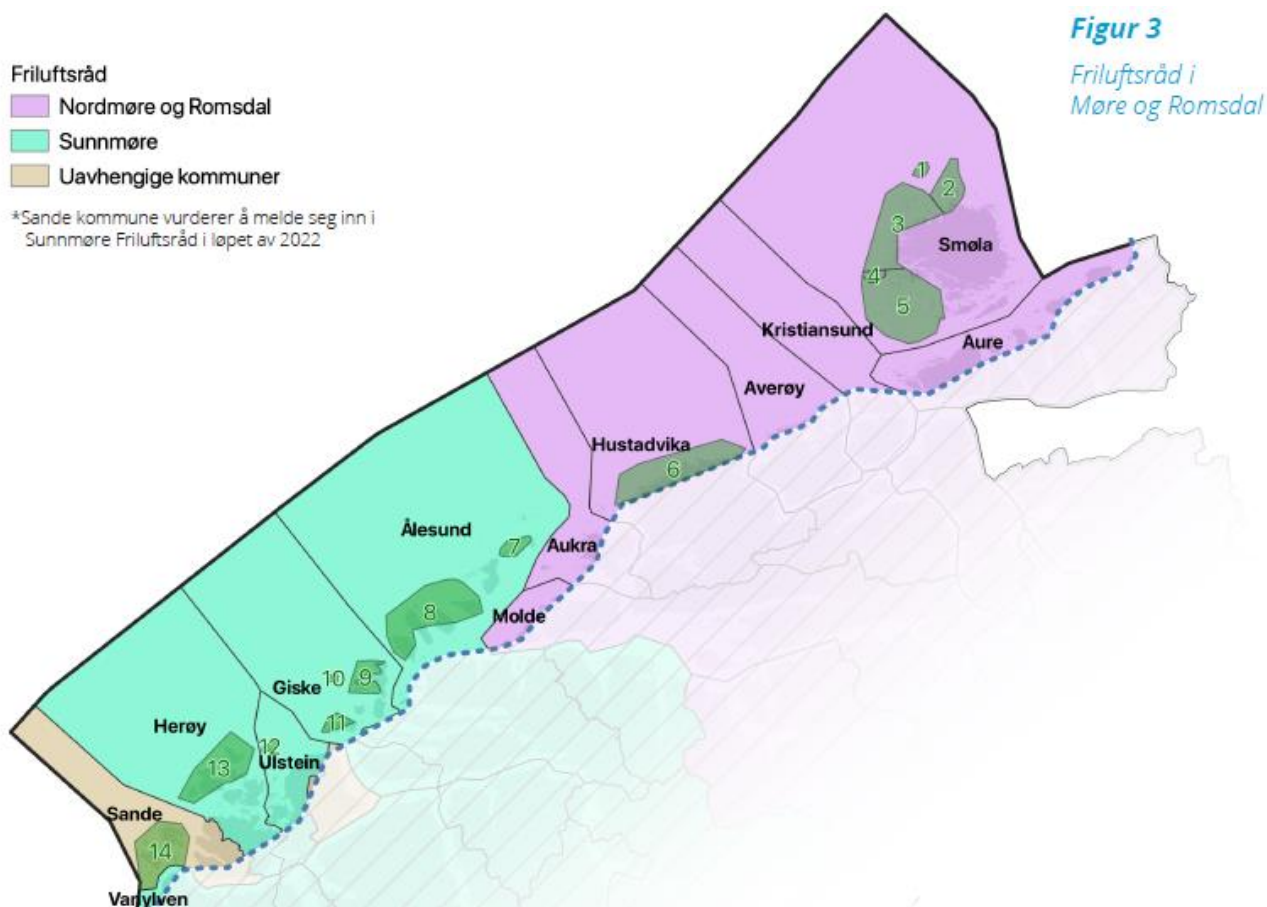 Figur 3
Friluftsråd i
Møre og Romsdal
Friluftsråd
Nordmøre og Romsdal
Sunnmøre
Uavhengige kommuner
*Sande kommune vurderer å melde seg inn i
Sunnmøre Friluftsråd i løpet av 2022
1
2
3
Smøla
4
5
Kristiansund
Aure
Averøy
Hustadvika
6
Ålesund
7
Aukra
8
Molde
9
10
Giske
11
Herøy
12
Ulstein
13
Sande
14
Vanylven